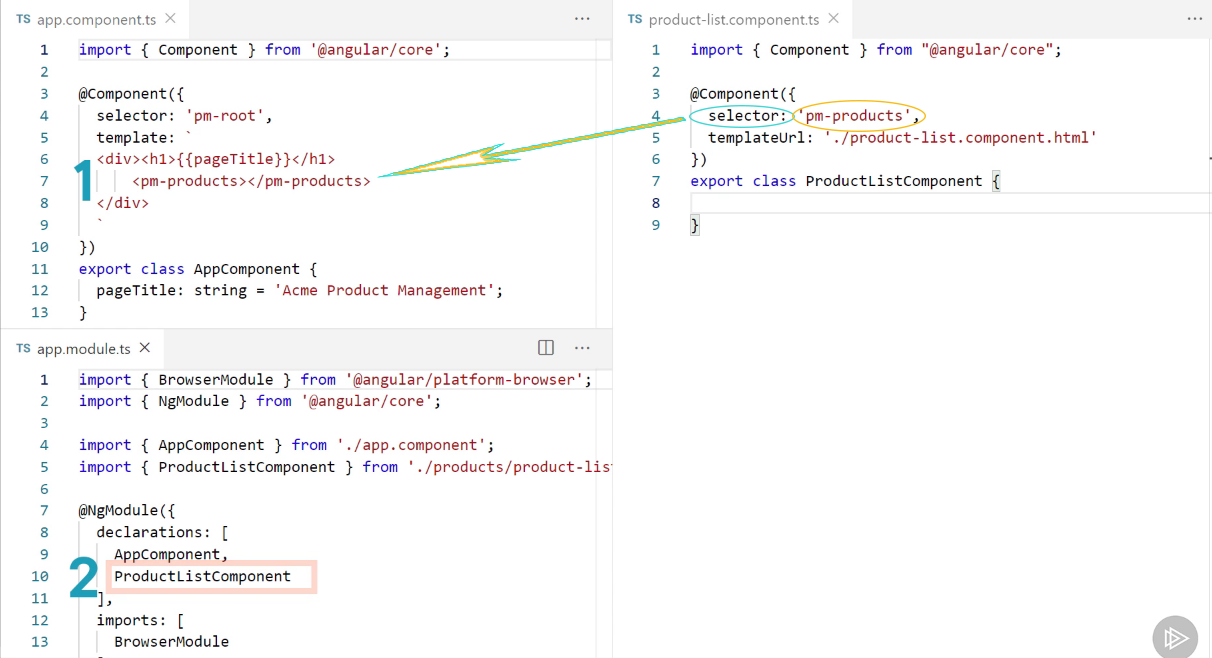 TS app.component.ts
1 import { Component } from '@angular/core';
2
3 @Component({
4 selector: 'pm-root',
5 template: `
6 <div><h1>{{pageTitle}}</h1>
7 <pm-products></pm-products>
8 </div>
9 `
10 })
11 export class AppComponent {
12 pageTitle: string = 'Acme Product Management';
13 }
1
TS app.module.ts
1 import { BrowserModule } from '@angular/platform-browser';
2 import { NgModule } from '@angular/core';
3
4 import { AppComponent } from './app.component';
5 import { ProductListComponent } from './products/product-lis
6
7 @NgModule({
8 declarations: [
9 AppComponent,
10 ProductListComponent
11 ],
12 imports: [
13 BrowserModule
2
TS product-list.component.ts
1 import { Component } from "@angular/core";
2
3 @Component({
4 selector: 'pm-products',
5 templateUrl: './product-list.component.html'
6 })
7 export class ProductListComponent {
8
9 }